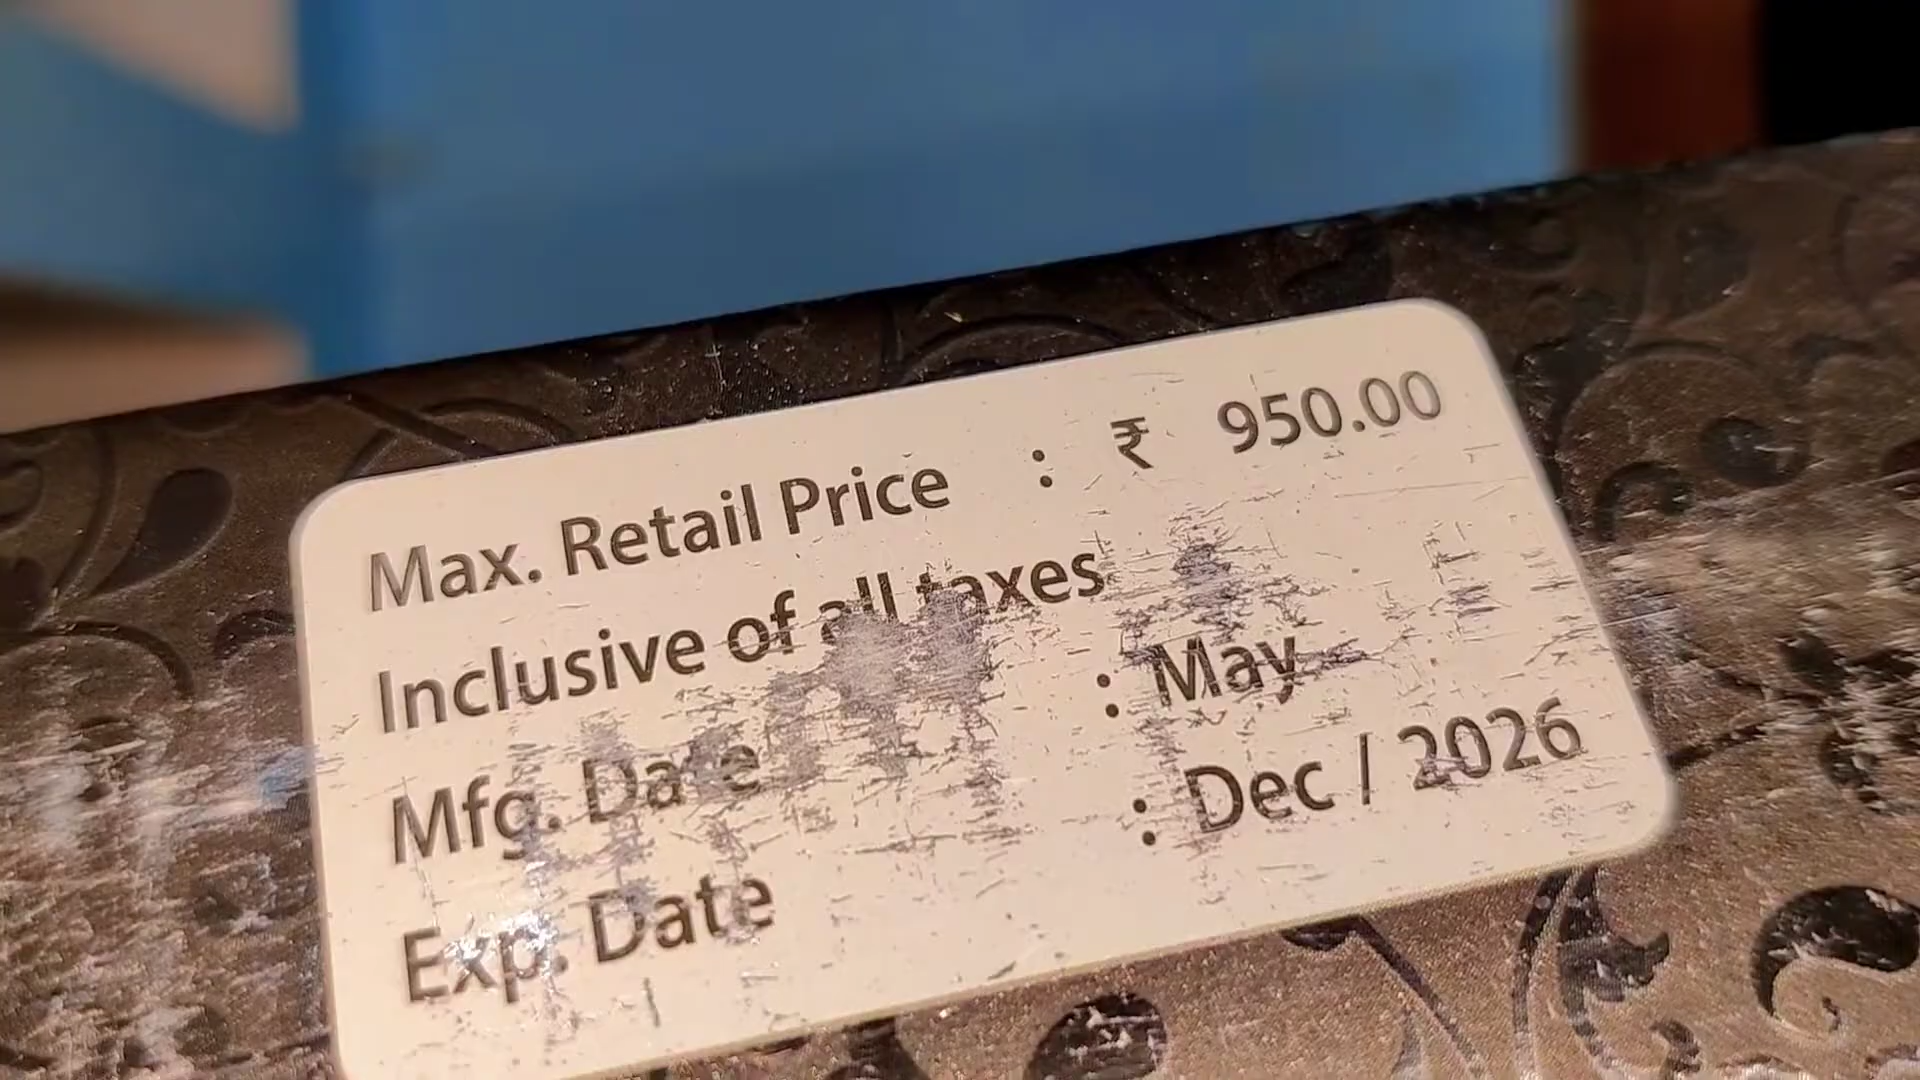 Max. Retail Price : ₹ 950.00
Inclusive of all taxes
Mfg. Date : May
Exp. Date : Dec / 2026